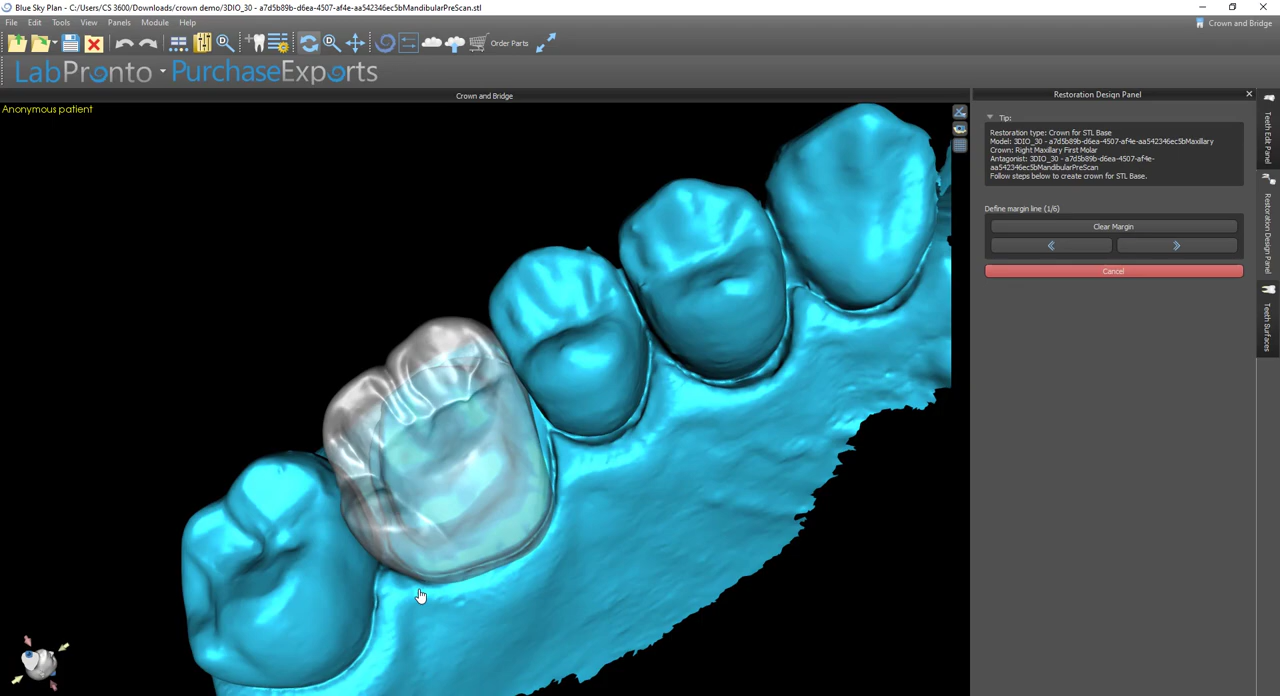 Blue Sky Plan - C:/Users/CS 3600/Downloads/crown demo/3DIO_30 - a7d5b89b-d6ea-4507-af4e-aa542346ec5bMandibularPreScan.stl
File Edit Tools View Panels Module Help
Crown and Bridge
Order Parts
LabPronto PurchaseExports
Crown and Bridge
Restoration Design Panel
Anonymous patient
Tip:
Restoration type: Crown for STL Base
Model: 3DIO_30 - a7d5b89b-d6ea-4507-af4e-aa542346ec5bMaxillary
Crown: Right Maxillary First Molar
Antagonist: 3DIO_30 - a7d5b89b-d6ea-4507-af4e-
aa542346ec5bMandibularPreScan
Follow steps below to create crown for STL Base.
Define margin line (1/6)
Clear Margin
Cancel
Teeth Edit Panel
Restoration Design Panel
Teeth Surfaces